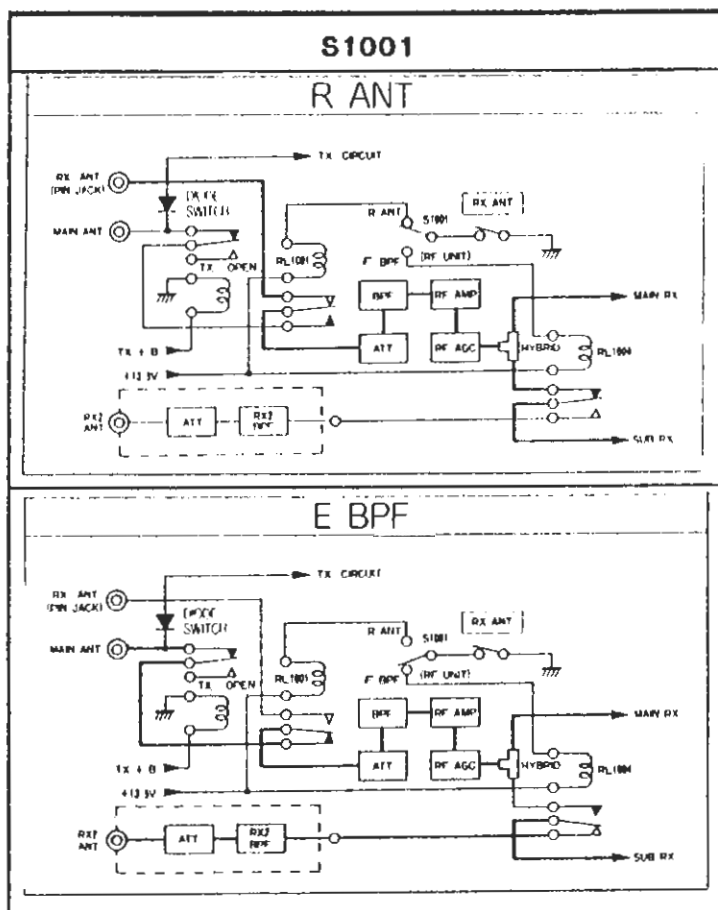 S1001
R ANT
TX CIRCUIT
RX ANT
(PIN JACK)
DIODE
SWITCH
MAIN ANT
R ANT
S1001
RX ANT
TX OPEN
RL1001
E BPF
(RF UNIT)
BPF
RF AMP
MAIN RX
TX + B
ATT
RF AGC
HYBRID
RL1004
+13.8V
RX2
ANT
ATT
RX2
BPF
SUB RX
E BPF
TX CIRCUIT
RX ANT
(PIN JACK)
DIODE
SWITCH
MAIN ANT
R ANT
S1001
RX ANT
TX OPEN
RL1001
E BPF
(RF UNIT)
BPF
RF AMP
MAIN RX
TX + B
ATT
RF AGC
HYBRID
RL1004
+13.8V
RX2
ANT
ATT
RX2
BPF
SUB RX